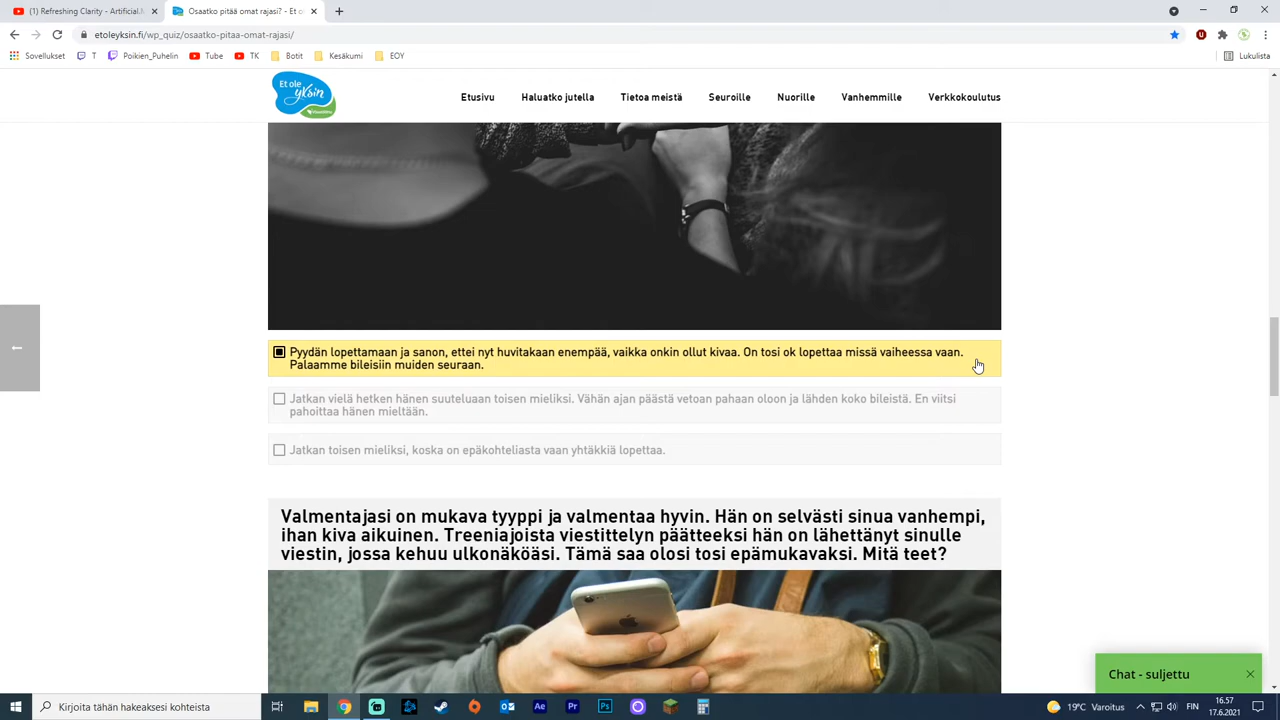 (1) Refreshing Clarity - Artificial.M
Osaatko pitää omat rajasi? - Et o
etoleyksin.fi/wp_quiz/osaatko-pitaa-omat-rajasi/
Sovellukset
T
Poikien_Puhelin
Tube
TK
Botit
Kesäkumi
EOY
Lukulista
Et ole
yksin
Etusivu
Haluatko jutella
Tietoa meistä
Seuroille
Nuorille
Vanhemmille
Verkkokoulutus
Pyydän lopettamaan ja sanon, ettei nyt huvitakaan enempää, vaikka onkin ollut kivaa. On tosi ok lopettaa missä vaiheessa vaan.
Palaamme bileisiin muiden seuraan.
Jatkan vielä hetken hänen suuteluaan toisen mieliksi. Vähän ajan päästä vetoan pahaan oloon ja lähden koko bileistä. En viitsi
pahoittaa hänen mieltään.
Jatkan toisen mieliksi, koska on epäkohteliasta vaan yhtäkkiä lopettaa.
Valmentajasi on mukava tyyppi ja valmentaa hyvin. Hän on selvästi sinua vanhempi,
ihan kiva aikuinen. Treeniajoista viestittelyn päätteeksi hän on lähettänyt sinulle
viestin, jossa kehuu ulkonäköäsi. Tämä saa olosi tosi epämukavaksi. Mitä teet?
Chat - suljettu
Kirjoita tähän hakeaksesi kohteita
Ae
Pr
Ps
19°C Varoitus
FIN
16.57
17.6.2021